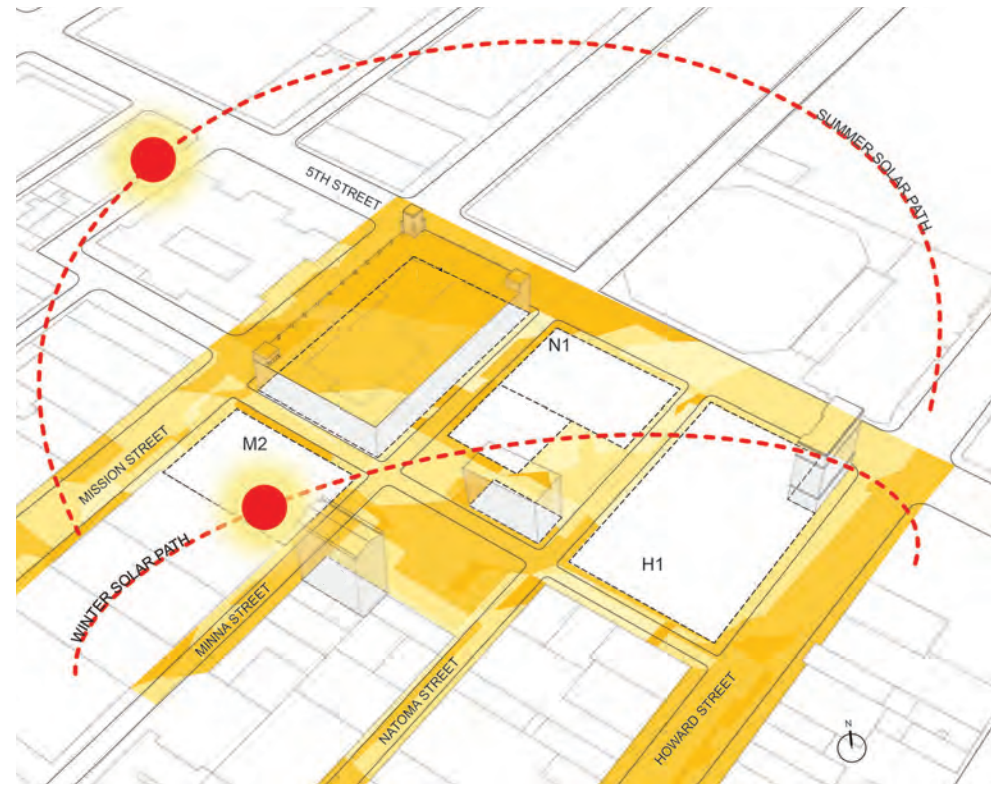 SUMMER SOLAR PATH
5TH STREET
N1
M2
MISSION STREET
WINTER SOLAR PATH
MINNA STREET
H1
NATOMA STREET
HOWARD STREET
N